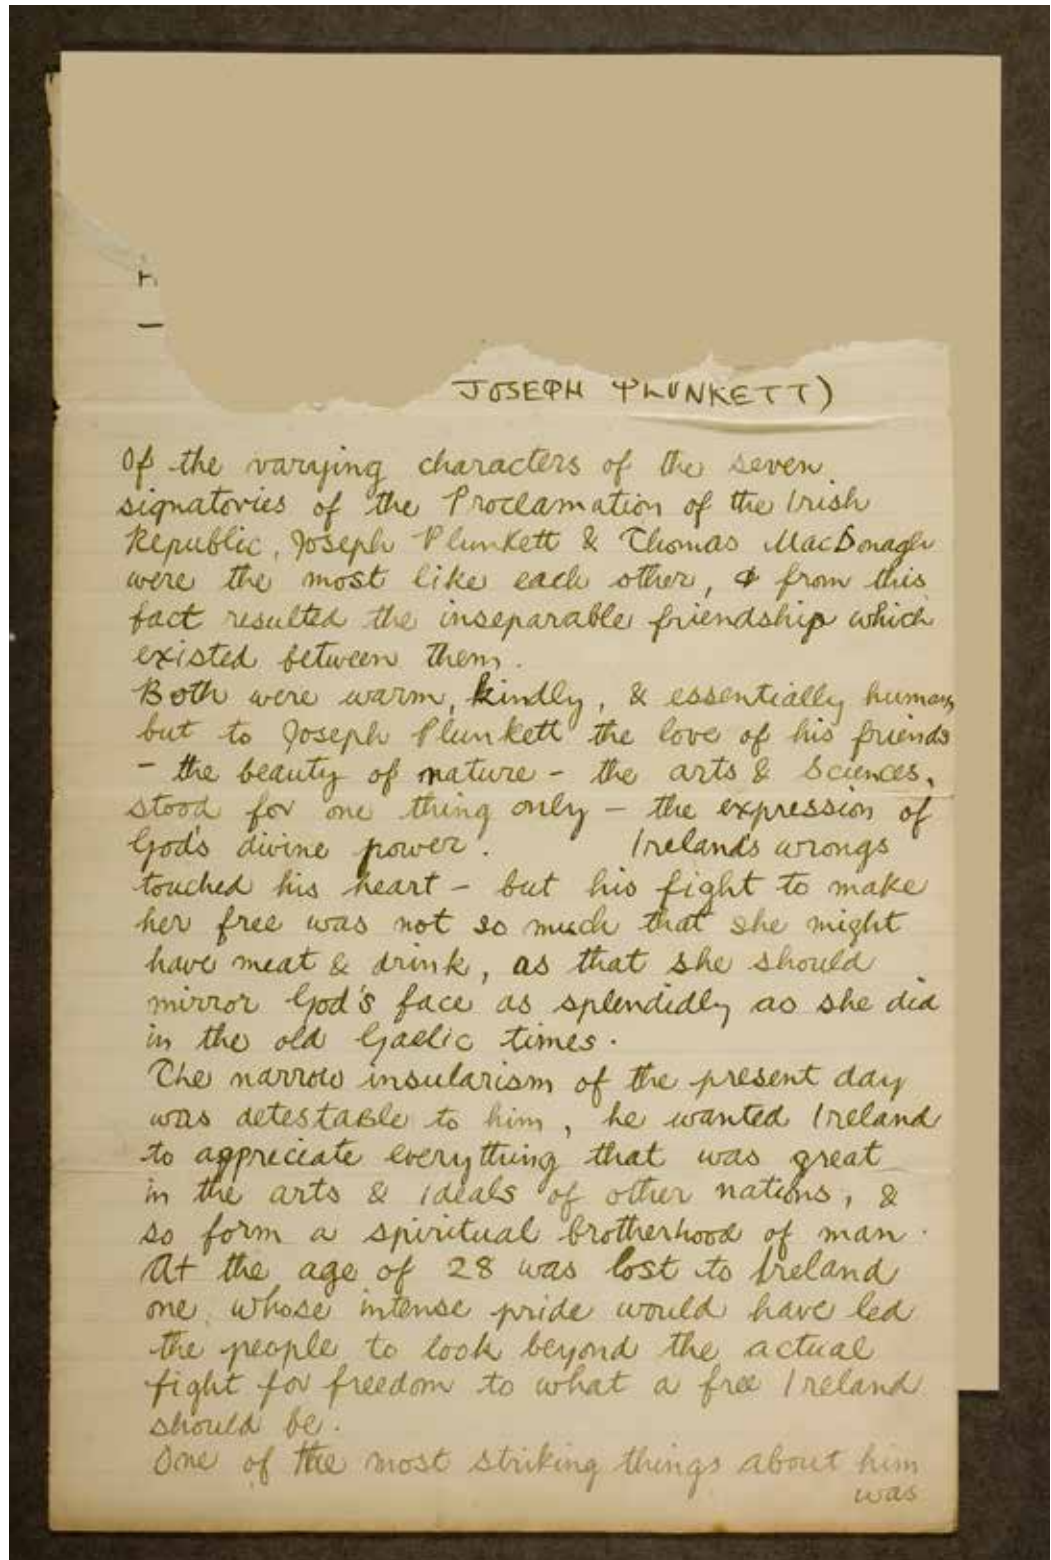 JOSEPH PLUNKETT)
Of the varying characters of the seven
signatories of the Proclamation of the Irish
Republic, Joseph Plunkett & Thomas MacDonagh
were the most like each other, & from this
fact resulted the inseparable friendship which
existed between them.
Both were warm, kindly, & essentially human,
but to Joseph Plunkett the love of his friends
- the beauty of nature - the arts & sciences,
stood for one thing only - the expression of
God's divine power. Ireland's wrongs
touched his heart - but his fight to make
her free was not so much that she might
have meat & drink, as that she should
mirror God's face as splendidly as she did
in the old Gaelic times.
The narrow insularism of the present day
was detestable to him, he wanted Ireland
to appreciate everything that was great
in the arts & ideals of other nations, &
so form a spiritual brotherhood of man.
At the age of 28 was lost to Ireland
one whose intense pride would have led
the people to look beyond the actual
fight for freedom to what a free Ireland
should be.
One of the most striking things about him
was